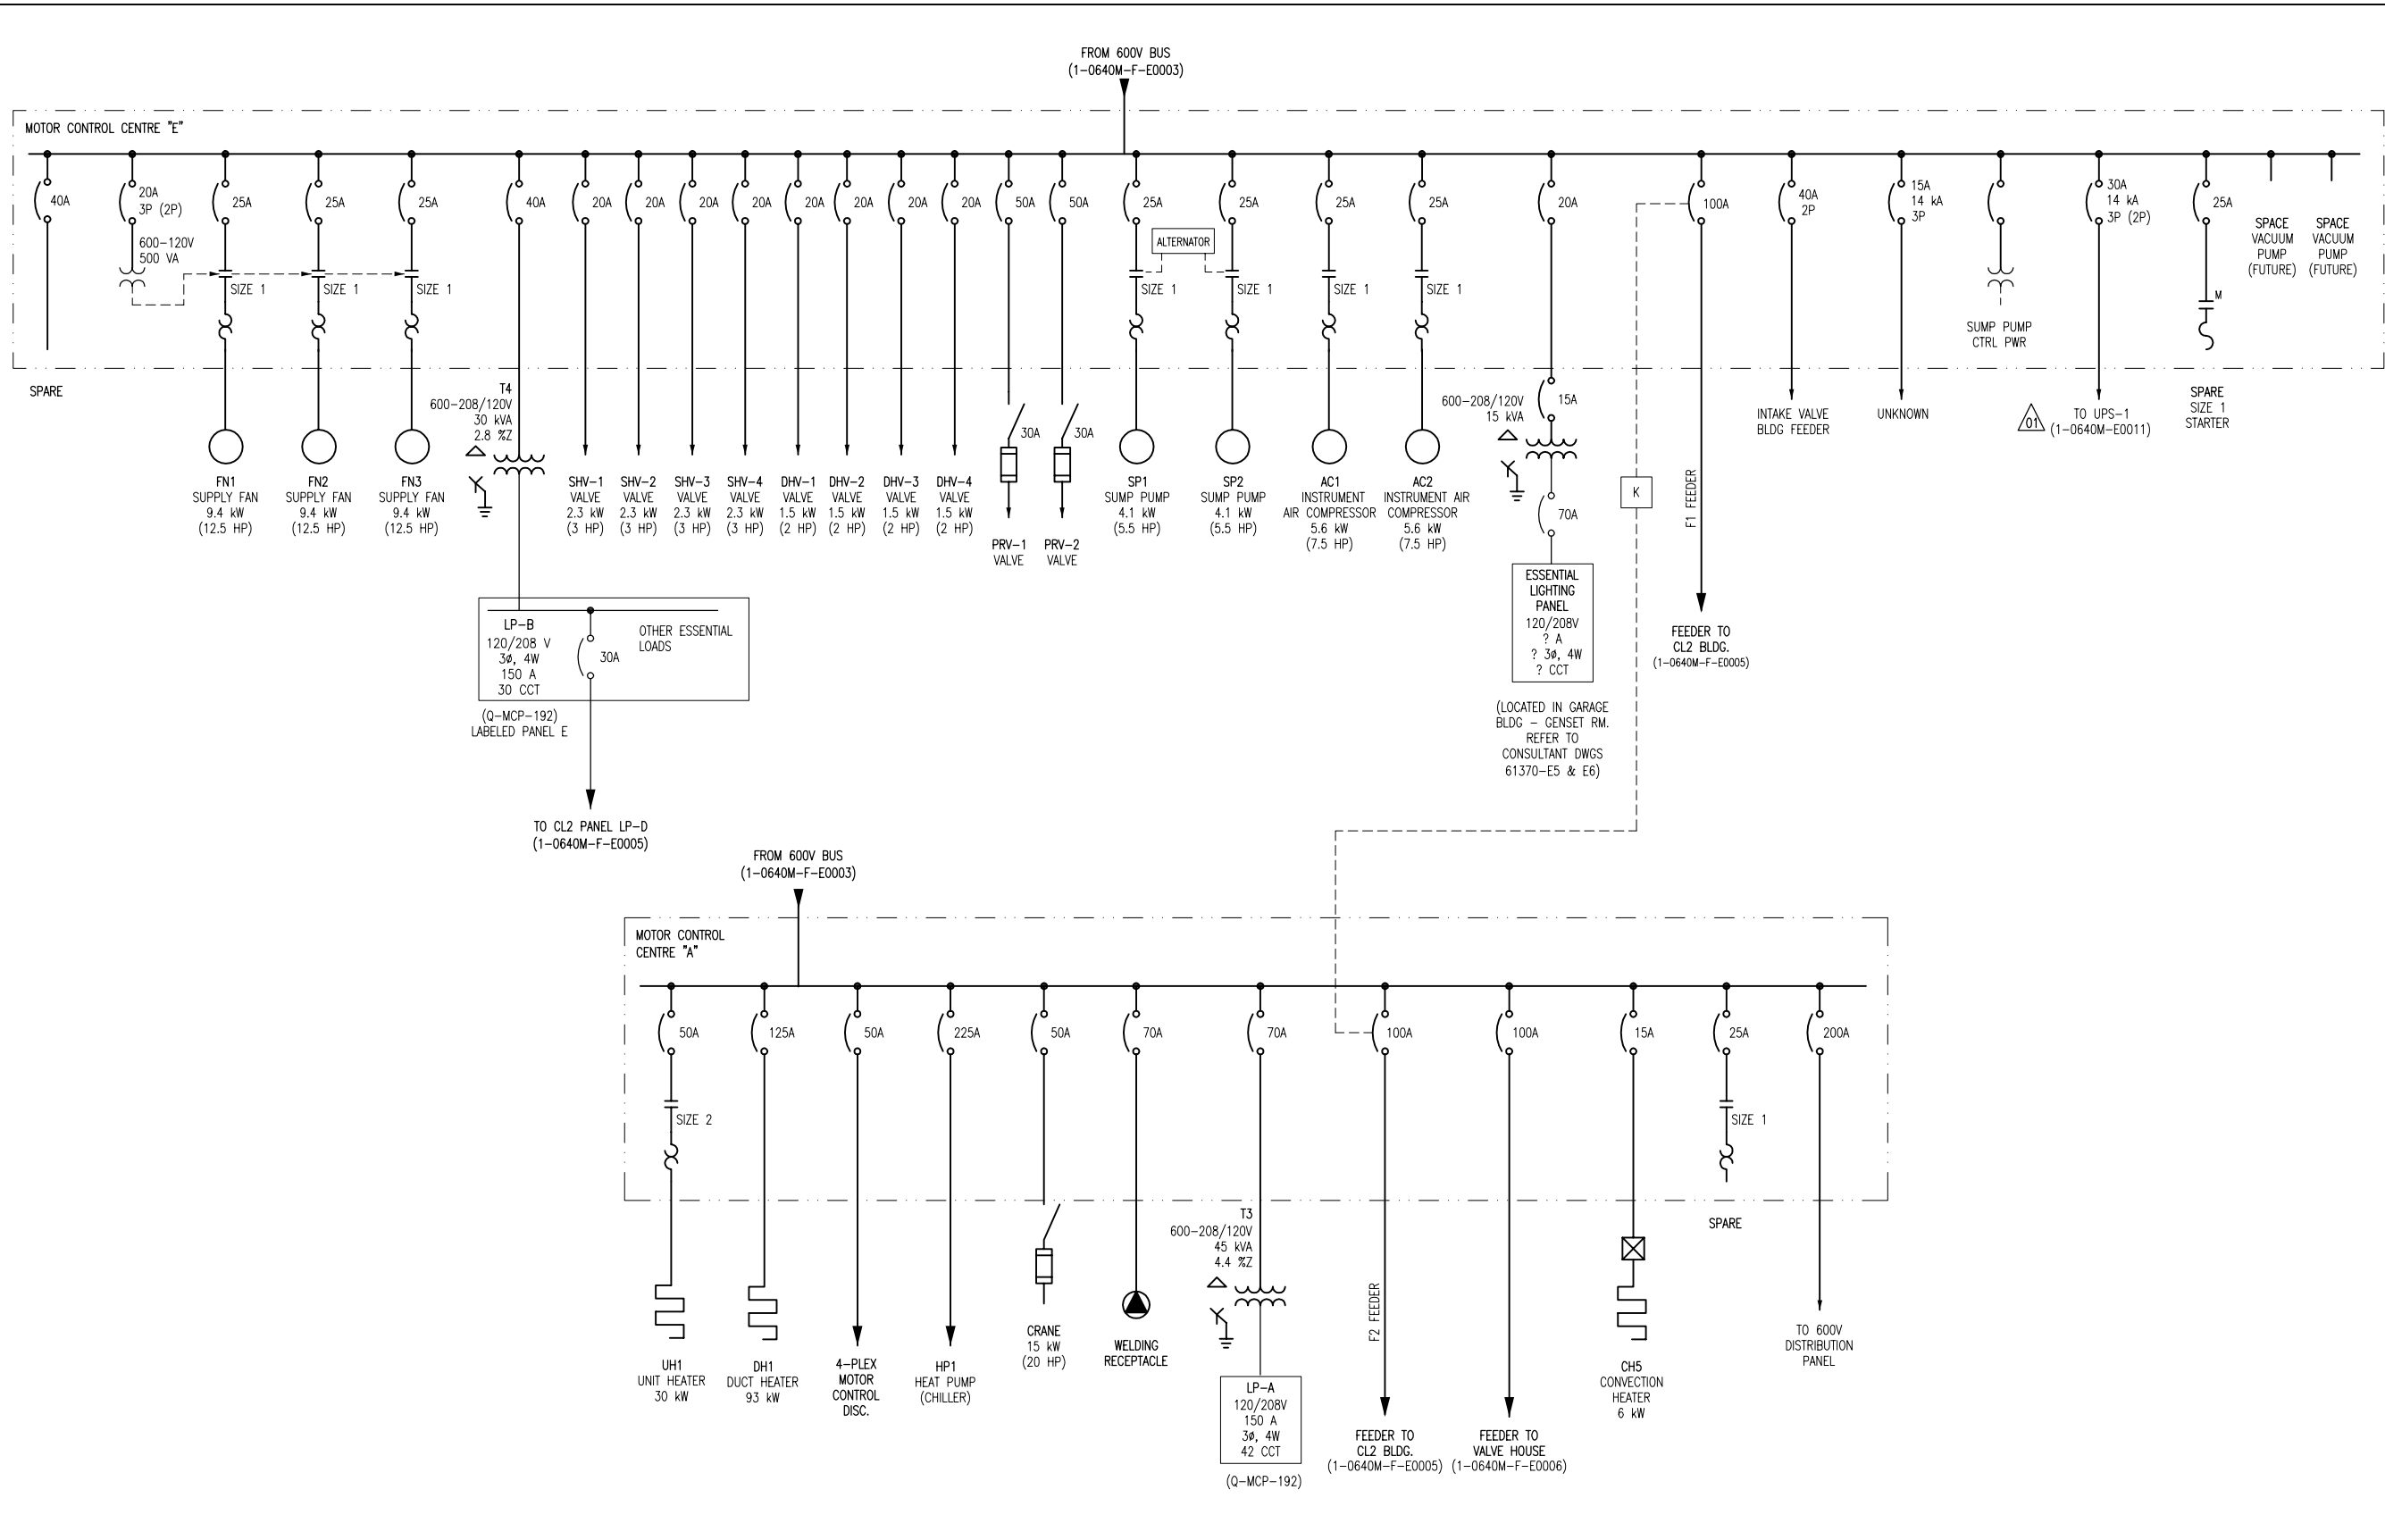 FROM 600V BUS
(1-0640M-F-E0003)
MOTOR CONTROL CENTRE "E"
40A
SPARE
20A
3P (2P)
600-120V
500 VA
25A
SIZE 1
FN1
SUPPLY FAN
9.4 kW
(12.5 HP)
25A
SIZE 1
FN2
SUPPLY FAN
9.4 kW
(12.5 HP)
25A
SIZE 1
FN3
SUPPLY FAN
9.4 kW
(12.5 HP)
40A
T4
600-208/120V
30 kVA
2.8 %Z
LP-B
120/208 V
3ø, 4W
150 A
30 CCT
30A
OTHER ESSENTIAL
LOADS
(Q-MCP-192)
LABELED PANEL E
TO CL2 PANEL LP-D
(1-0640M-F-E0005)
20A
SHV-1
VALVE
2.3 kW
(3 HP)
20A
SHV-2
VALVE
2.3 kW
(3 HP)
20A
SHV-3
VALVE
2.3 kW
(3 HP)
20A
SHV-4
VALVE
2.3 kW
(3 HP)
20A
DHV-1
VALVE
1.5 kW
(2 HP)
20A
DHV-2
VALVE
1.5 kW
(2 HP)
20A
DHV-3
VALVE
1.5 kW
(2 HP)
20A
DHV-4
VALVE
1.5 kW
(2 HP)
50A
30A
PRV-1
VALVE
50A
30A
PRV-2
VALVE
25A
ALTERNATOR
SIZE 1
SP1
SUMP PUMP
4.1 kW
(5.5 HP)
25A
SIZE 1
SP2
SUMP PUMP
4.1 kW
(5.5 HP)
25A
SIZE 1
AC1
INSTRUMENT
AIR COMPRESSOR
5.6 kW
(7.5 HP)
25A
SIZE 1
AC2
INSTRUMENT AIR
COMPRESSOR
5.6 kW
(7.5 HP)
20A
600-208/120V
15 kVA
15A
70A
ESSENTIAL
LIGHTING
PANEL
120/208V
? A
? 3ø, 4W
? CCT
(LOCATED IN GARAGE
BLDG - GENSET RM.
REFER TO
CONSULTANT DWGS
61370-E5 & E6)
K
100A
F1 FEEDER
FEEDER TO
CL2 BLDG.
(1-0640M-F-E0005)
40A
2P
INTAKE VALVE
BLDG FEEDER
15A
14 kA
3P
UNKNOWN
SUMP PUMP
CTRL PWR
30A
14 kA
3P (2P)
01
TO UPS-1
(1-0640M-E0011)
25A
M
SPARE
SIZE 1
STARTER
SPACE
VACUUM
PUMP
(FUTURE)
SPACE
VACUUM
PUMP
(FUTURE)
FROM 600V BUS
(1-0640M-F-E0003)
MOTOR CONTROL
CENTRE "A"
50A
SIZE 2
UH1
UNIT HEATER
30 kW
125A
DH1
DUCT HEATER
93 kW
50A
4-PLEX
MOTOR
CONTROL
DISC.
225A
HP1
HEAT PUMP
(CHILLER)
50A
CRANE
15 kW
(20 HP)
70A
WELDING
RECEPTACLE
70A
T3
600-208/120V
45 kVA
4.4 %Z
LP-A
120/208V
150 A
3ø, 4W
42 CCT
(Q-MCP-192)
100A
F2 FEEDER
FEEDER TO
CL2 BLDG.
(1-0640M-F-E0005)
100A
FEEDER TO
VALVE HOUSE
(1-0640M-F-E0006)
15A
CH5
CONVECTION
HEATER
6 kW
25A
SIZE 1
SPARE
200A
TO 600V
DISTRIBUTION
PANEL